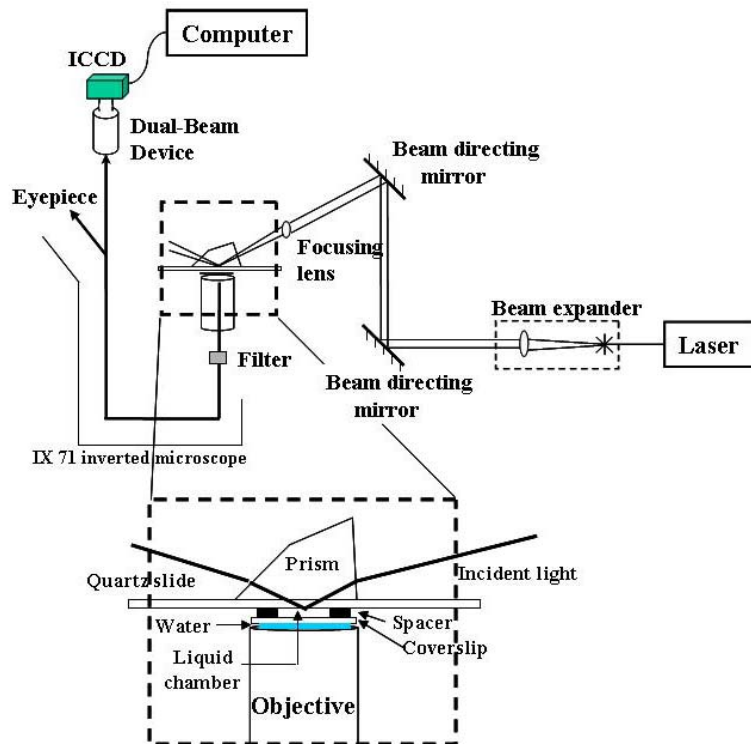 Computer
ICCD
Dual-Beam
Device
Beam directing
mirror
Eyepiece
Focusing
lens
Beam expander
Laser
Filter
Beam directing
mirror
IX 71 inverted microscope
Prism
Quartz slide
Incident light
Water
Spacer
Coverslip
Liquid
chamber
Objective